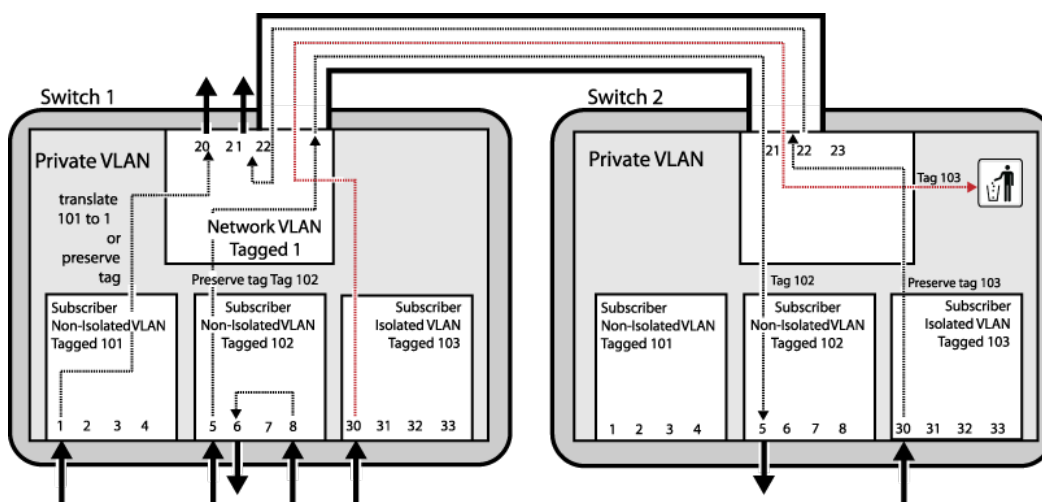 Switch 1
Private VLAN
translate
101 to 1
or
preserve
tag
20 21 22
Network VLAN
Tagged 1
Preserve tag Tag 102
Subscriber
Non-IsolatedVLAN
Tagged 101
1 2 3 4
Subscriber
Non-IsolatedVLAN
Tagged 102
5 6 7 8
Subscriber
Isolated VLAN
Tagged 103
30 31 32 33
Switch 2
Private VLAN
21 22 23
Tag 103
Tag 102
Preserve tag 103
Subscriber
Non-IsolatedVLAN
Tagged 101
1 2 3 4
Subscriber
Non-IsolatedVLAN
Tagged 102
5 6 7 8
Subscriber
Isolated VLAN
Tagged 103
30 31 32 33